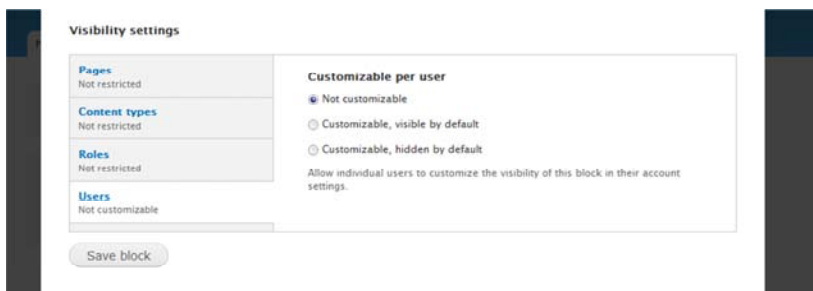 Visibility settings
Pages
Not restricted
Content types
Not restricted
Roles
Not restricted
Users
Not customizable
Customizable per user
Not customizable
Customizable, visible by default
Customizable, hidden by default
Allow individual users to customize the visibility of this block in their account
settings.
Save block